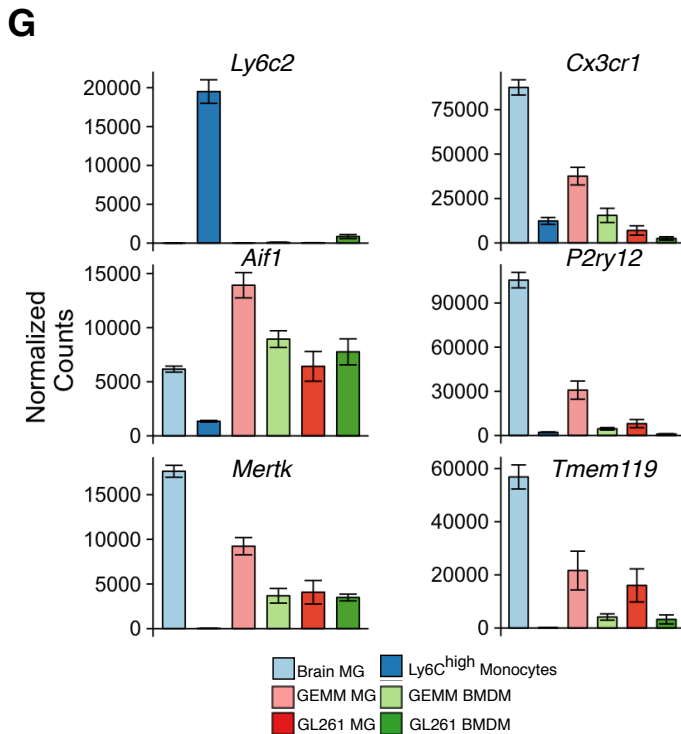 G
Ly6c2
Cx3cr1
20000
15000
10000
5000
0
75000
50000
25000
0
Aif1
P2ry12
15000
10000
5000
0
90000
60000
30000
0
Normalized
Counts
Mertk
Tmem119
15000
10000
5000
0
60000
40000
20000
0
Brain MG Ly6Chigh Monocytes
GEMM MG GEMM BMDM
GL261 MG GL261 BMDM